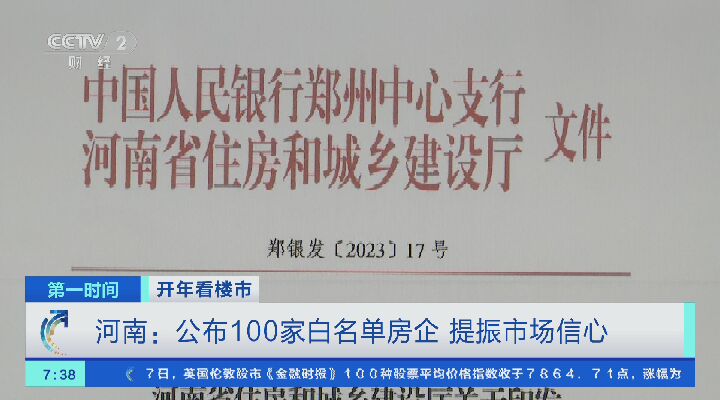 CCTV 2
财经
中国人民银行郑州中心支行
河南省住房和城乡建设厅
文件
郑银发〔2023〕17号
第一时间
开年看楼市
河南：公布100家白名单房企 提振市场信心
7:38
7日，英国伦敦股市《金融时报》100种股票平均价格指数收于7864．71点，涨幅为
河南省住房和城乡建设厅关于印发